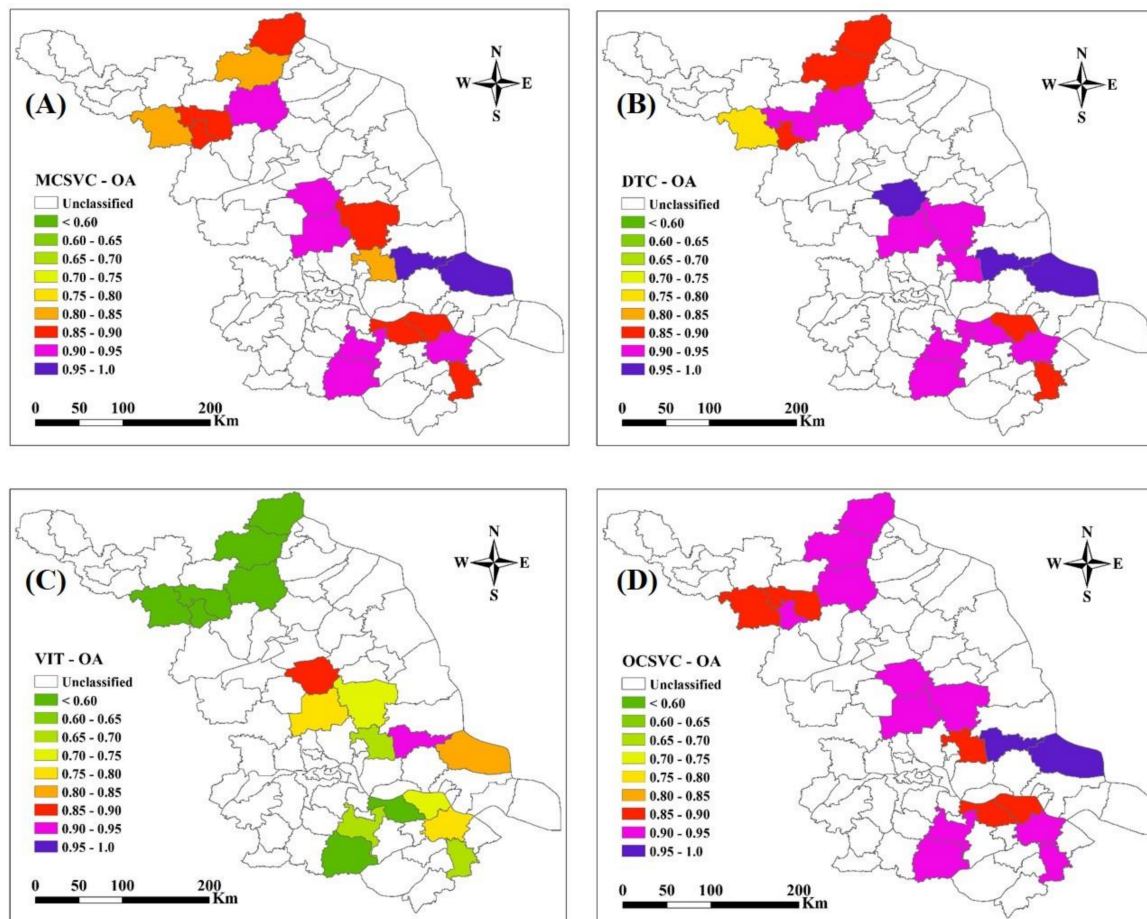 (A)
N
W E
S
MCSVC - OA
Unclassified
< 0.60
0.60 - 0.65
0.65 - 0.70
0.70 - 0.75
0.75 - 0.80
0.80 - 0.85
0.85 - 0.90
0.90 - 0.95
0.95 - 1.0
0 50 100 200
Km
(B)
N
W E
S
DTC - OA
Unclassified
< 0.60
0.60 - 0.65
0.65 - 0.70
0.70 - 0.75
0.75 - 0.80
0.80 - 0.85
0.85 - 0.90
0.90 - 0.95
0.95 - 1.0
0 50 100 200
Km
(C)
N
W E
S
VIT - OA
Unclassified
< 0.60
0.60 - 0.65
0.65 - 0.70
0.70 - 0.75
0.75 - 0.80
0.80 - 0.85
0.85 - 0.90
0.90 - 0.95
0.95 - 1.0
0 50 100 200
Km
(D)
N
W E
S
OCSVC - OA
Unclassified
< 0.60
0.60 - 0.65
0.65 - 0.70
0.70 - 0.75
0.75 - 0.80
0.80 - 0.85
0.85 - 0.90
0.90 - 0.95
0.95 - 1.0
0 50 100 200
Km